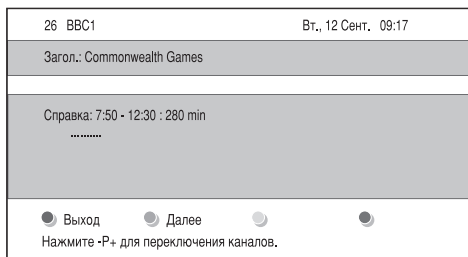 26 BBC1 Вт., 12 Сент. 09:17
Загол.: Commonwealth Games
Справка: 7:50 - 12:30 : 280 min
..........
Выход Далее
Нажмите -P+ для переключения каналов.